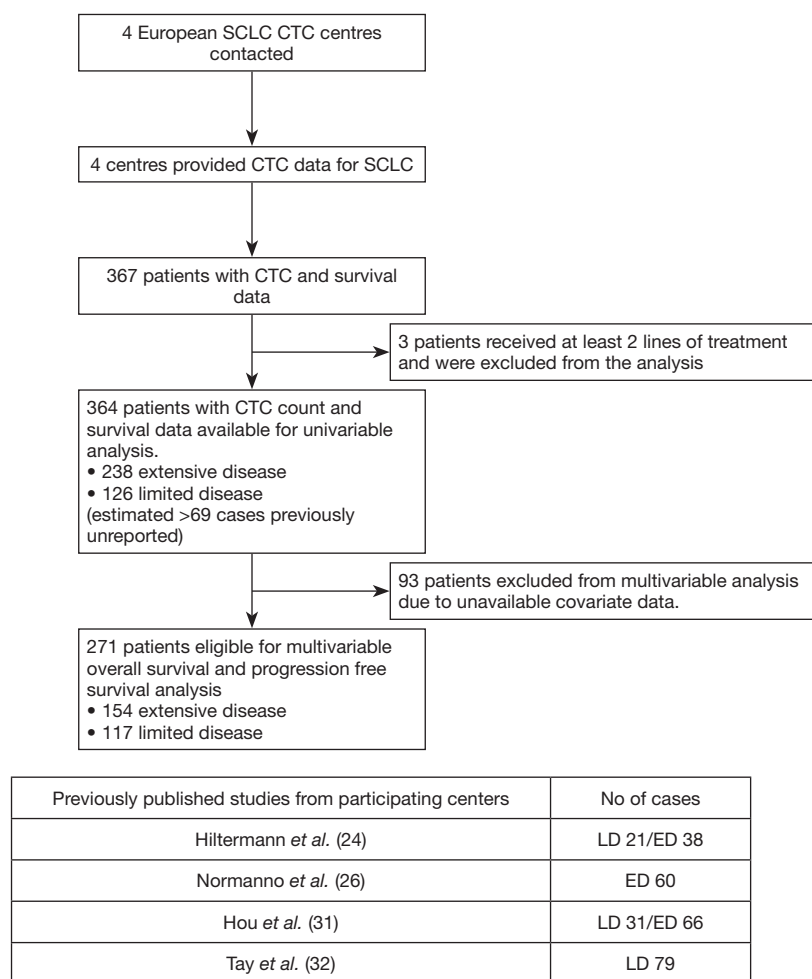 4 European SCLC CTC centres
contacted
4 centres provided CTC data for SCLC
367 patients with CTC and survival
data
3 patients received at least 2 lines of treatment
and were excluded from the analysis
364 patients with CTC count and
survival data available for univariable
analysis.
• 238 extensive disease
• 126 limited disease
(estimated >69 cases previously
unreported)
93 patients excluded from multivariable analysis
due to unavailable covariate data.
271 patients eligible for multivariable
overall survival and progression free
survival analysis
• 154 extensive disease
• 117 limited disease
Previously published studies from participating centers No of cases
Hiltermann et al. (24) LD 21/ED 38
Normanno et al. (26) ED 60
Hou et al. (31) LD 31/ED 66
Tay et al. (32) LD 79